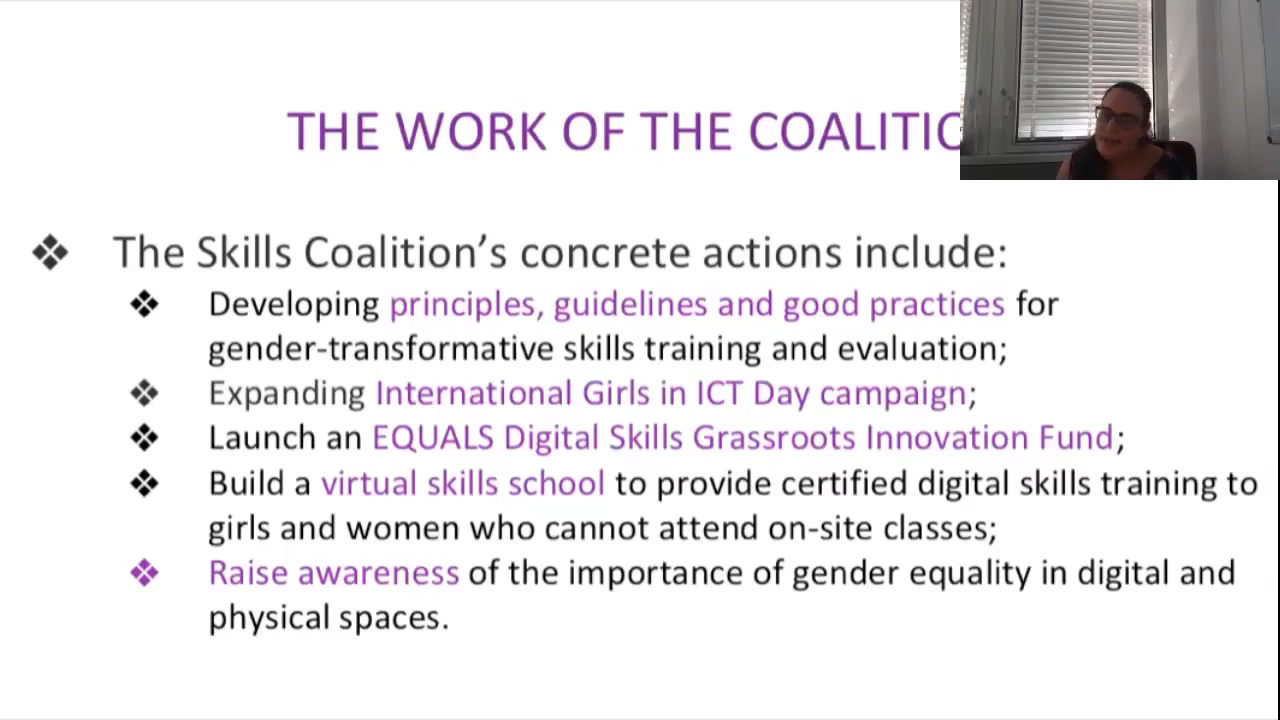 THE WORK OF THE COALITIO
❖ The Skills Coalition’s concrete actions include:
❖ Developing principles, guidelines and good practices for
gender-transformative skills training and evaluation;
❖ Expanding International Girls in ICT Day campaign;
❖ Launch an EQUALS Digital Skills Grassroots Innovation Fund;
❖ Build a virtual skills school to provide certified digital skills training to
girls and women who cannot attend on-site classes;
❖ Raise awareness of the importance of gender equality in digital and
physical spaces.